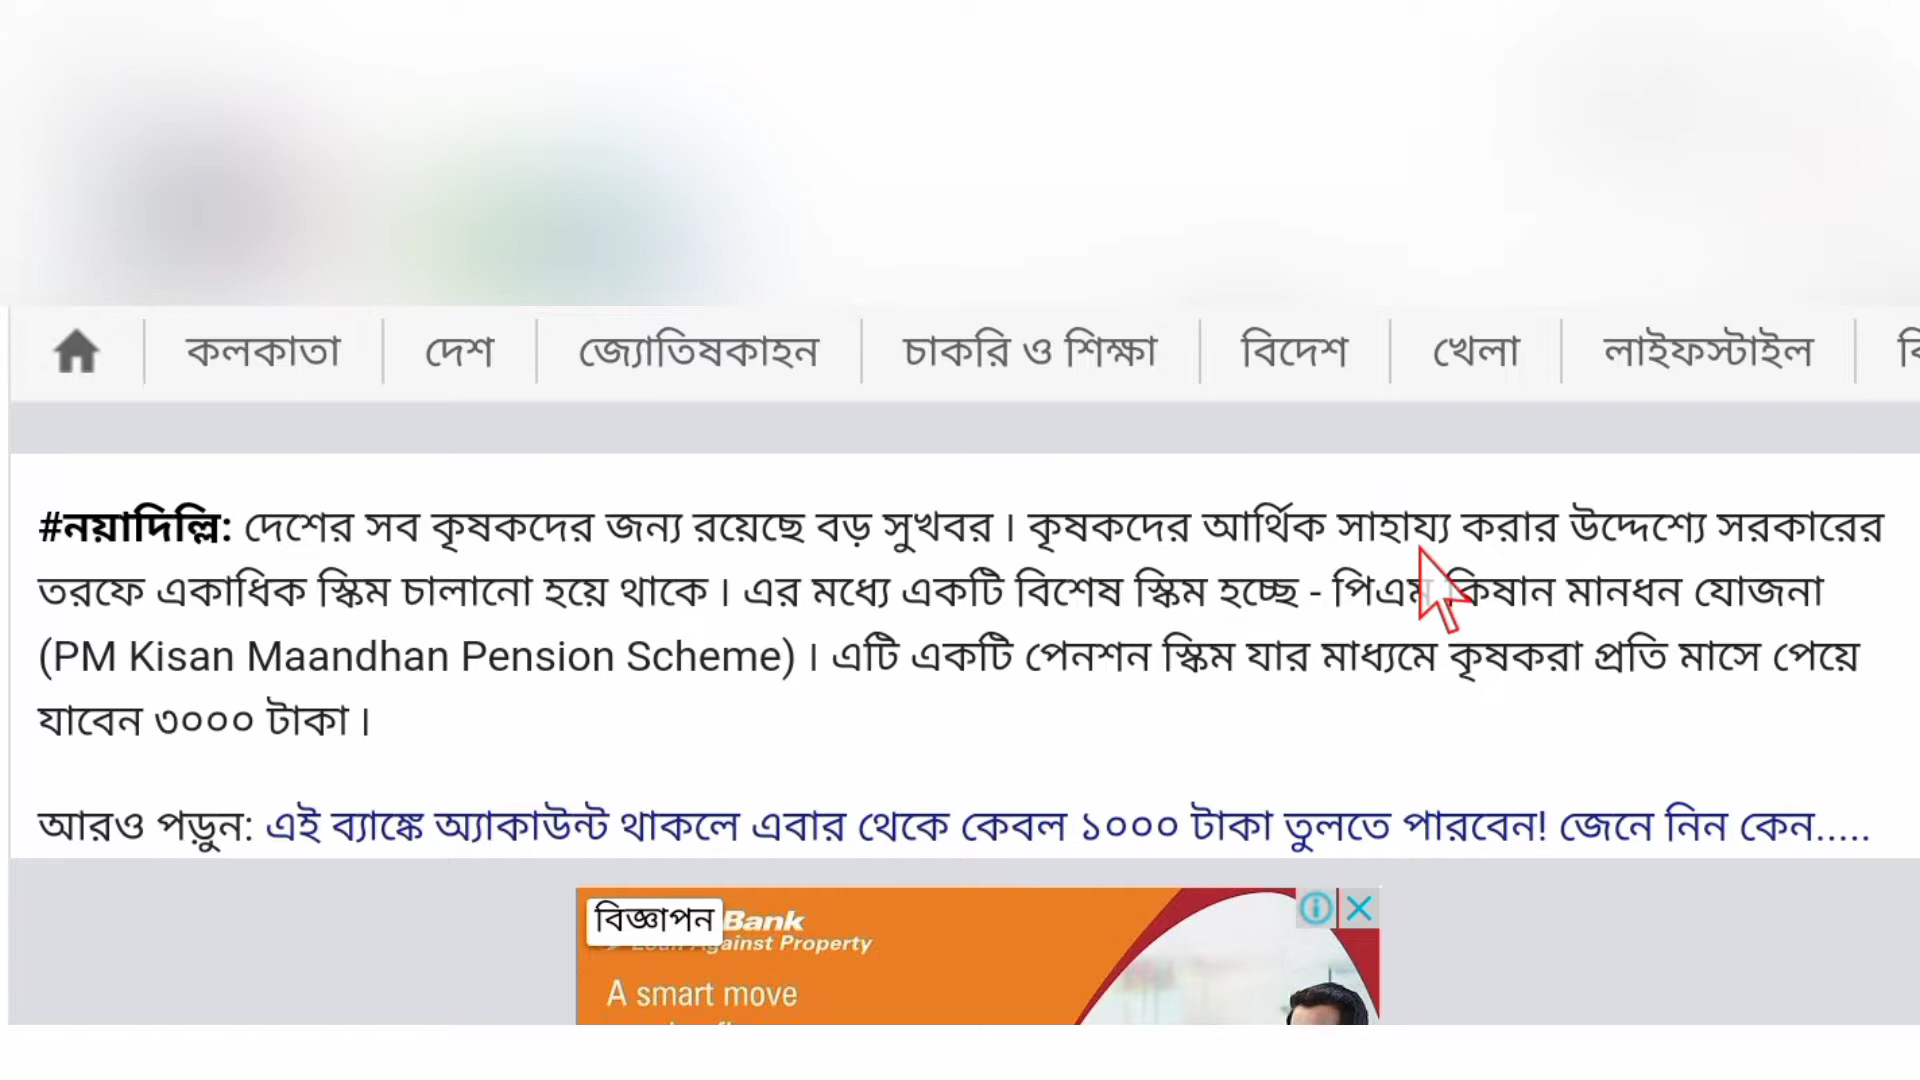 কলকাতা দেশ জ্যোতিষকাহন চাকরি ও শিক্ষা বিদেশ খেলা লাইফস্টাইল
#নয়াদিল্লি: দেশের সব কৃষকদের জন্য রয়েছে বড় সুখবর । কৃষকদের আর্থিক সাহায্য করার উদ্দেশ্যে সরকারের
তরফে একাধিক স্কিম চালানো হয়ে থাকে । এর মধ্যে একটি বিশেষ স্কিম হচ্ছে - পিএম কিষান মানধন যোজনা
(PM Kisan Maandhan Pension Scheme) । এটি একটি পেনশন স্কিম যার মাধ্যমে কৃষকরা প্রতি মাসে পেয়ে
যাবেন ৩০০০ টাকা ।
আরও পড়ুন: এই ব্যাঙ্কে অ্যাকাউন্ট থাকলে এবার থেকে কেবল ১০০০ টাকা তুলতে পারবেন! জেনে নিন কেন.....
বিজ্ঞাপন Bank
Loan Against Property
A smart move